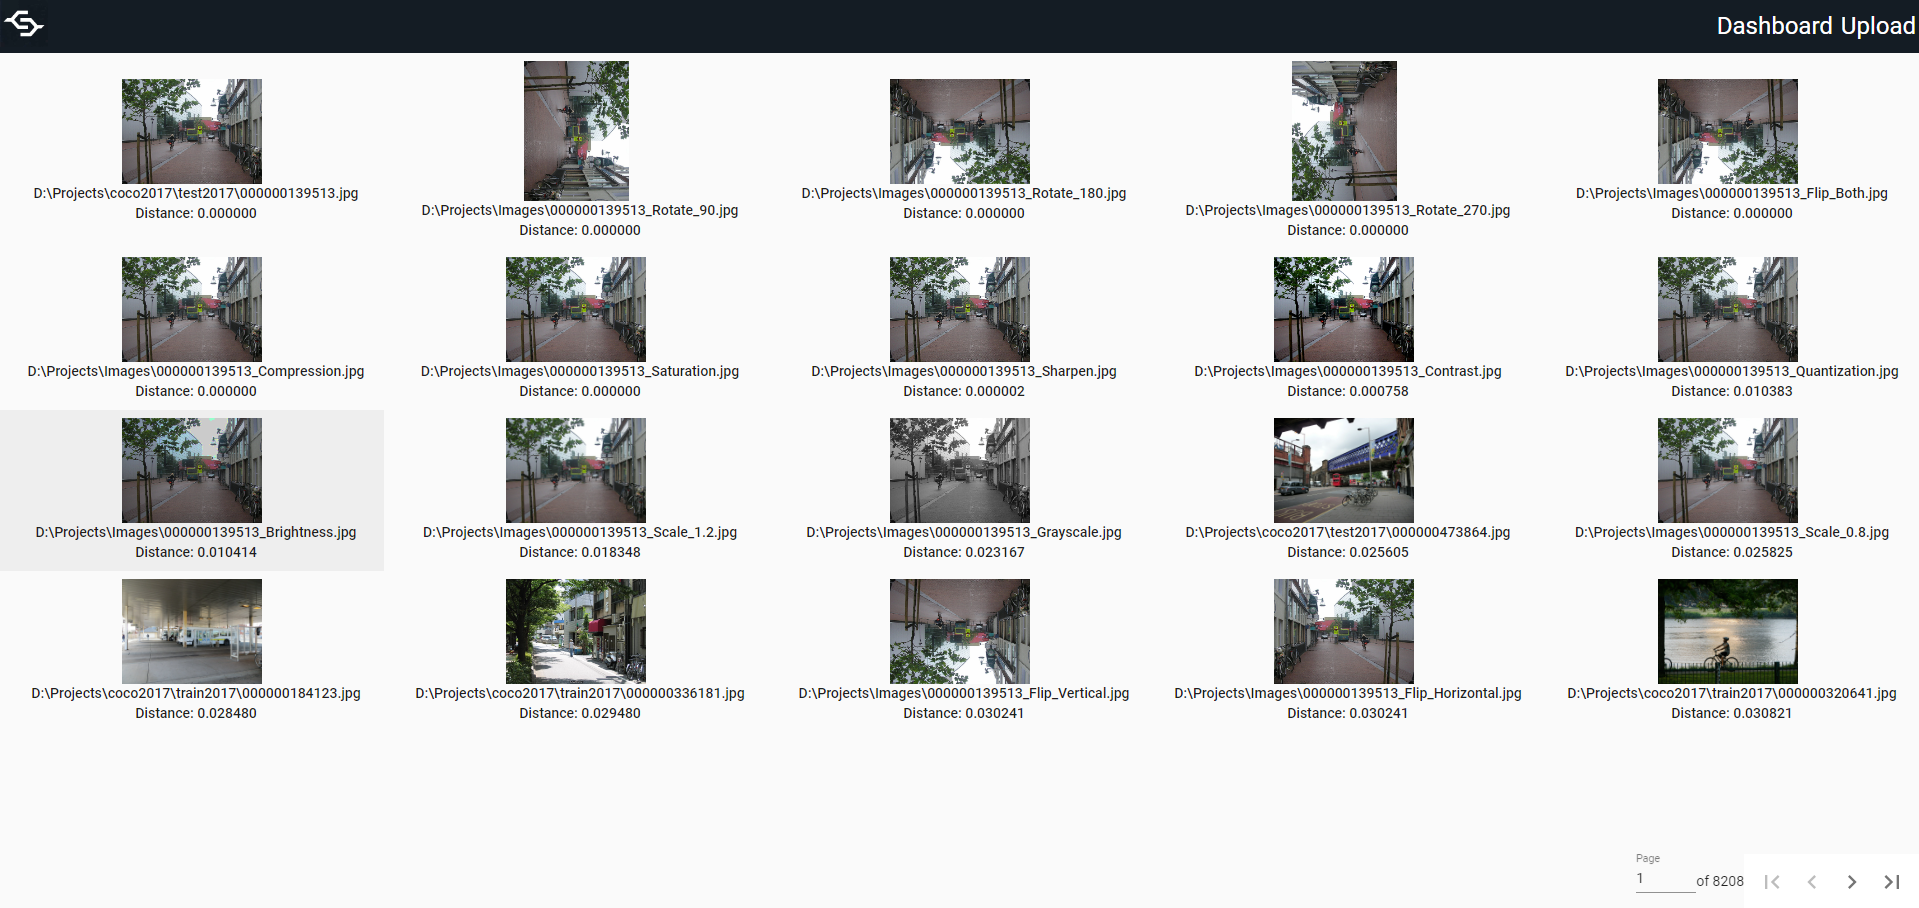 Dashboard Upload
D:\Projects\coco2017\test2017\000000139513.jpg
Distance: 0.000000
D:\Projects\Images\000000139513_Rotate_90.jpg
Distance: 0.000000
D:\Projects\Images\000000139513_Rotate_180.jpg
Distance: 0.000000
D:\Projects\Images\000000139513_Rotate_270.jpg
Distance: 0.000000
D:\Projects\Images\000000139513_Flip_Both.jpg
Distance: 0.000000
D:\Projects\Images\000000139513_Compression.jpg
Distance: 0.000000
D:\Projects\Images\000000139513_Saturation.jpg
Distance: 0.000000
D:\Projects\Images\000000139513_Sharpen.jpg
Distance: 0.000002
D:\Projects\Images\000000139513_Contrast.jpg
Distance: 0.000758
D:\Projects\Images\000000139513_Quantization.jpg
Distance: 0.010383
D:\Projects\Images\000000139513_Brightness.jpg
Distance: 0.010414
D:\Projects\Images\000000139513_Scale_1.2.jpg
Distance: 0.018348
D:\Projects\Images\000000139513_Grayscale.jpg
Distance: 0.023167
D:\Projects\coco2017\test2017\000000473864.jpg
Distance: 0.025605
D:\Projects\Images\000000139513_Scale_0.8.jpg
Distance: 0.025825
D:\Projects\coco2017\train2017\000000184123.jpg
Distance: 0.028480
D:\Projects\coco2017\train2017\000000336181.jpg
Distance: 0.029480
D:\Projects\Images\000000139513_Flip_Vertical.jpg
Distance: 0.030241
D:\Projects\Images\000000139513_Flip_Horizontal.jpg
Distance: 0.030241
D:\Projects\coco2017\train2017\000000320641.jpg
Distance: 0.030821
Page
1 of 8208